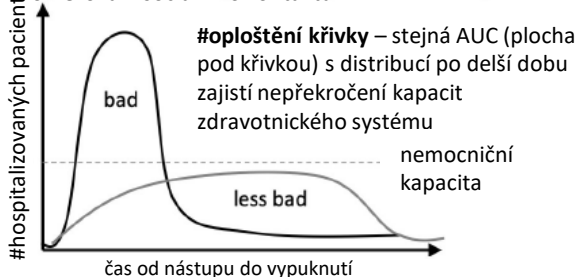 #oploštění křivky – stejná AUC (plocha
pod křivkou) s distribucí po delší dobu
zajistí nepřekročení kapacit
zdravotnického systému
bad
nemocniční
kapacita
less bad
#hospitalizovaných pacient
čas od nástupu do vypuknutí